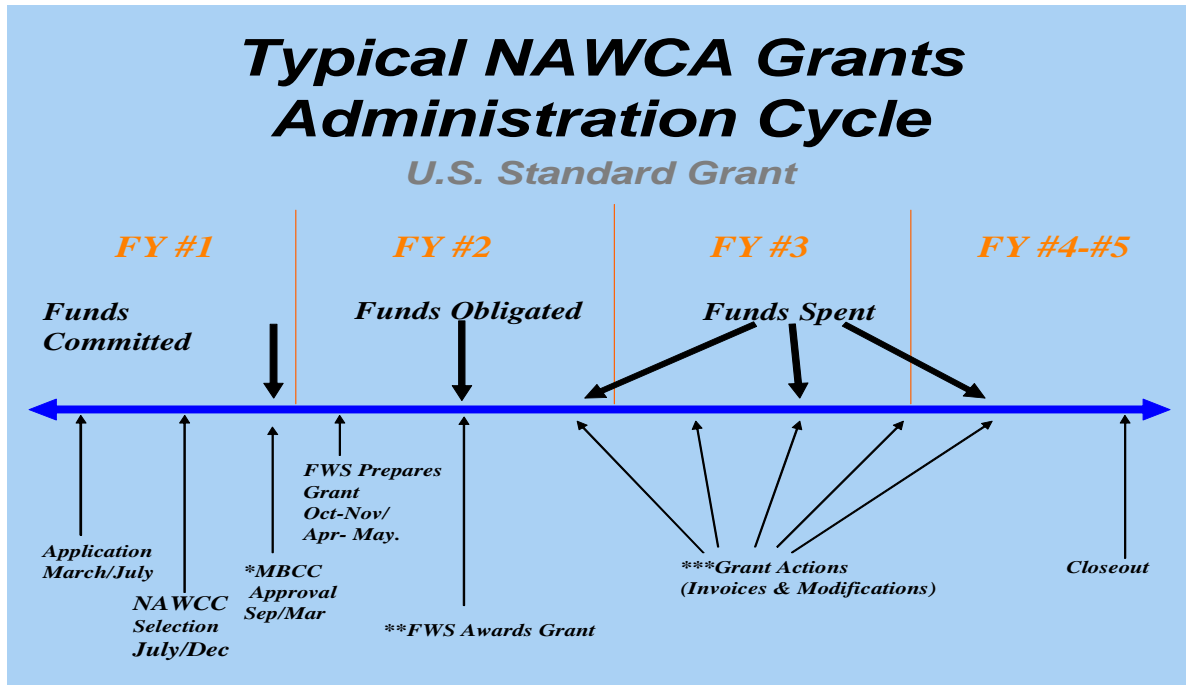 Typical NAWCA Grants
Administration Cycle
U.S. Standard Grant
FY #1
FY #2
FY #3
FY #4-#5
Funds
Committed
Funds Obligated
Funds Spent
FWS Prepares
Grant
Oct-Nov/
Apr- May.
Application
March/July
*MBCC
Approval
Sep/Mar
NAWCC
Selection
July/Dec
**FWS Awards Grant
***Grant Actions
(Invoices & Modifications)
Closeout